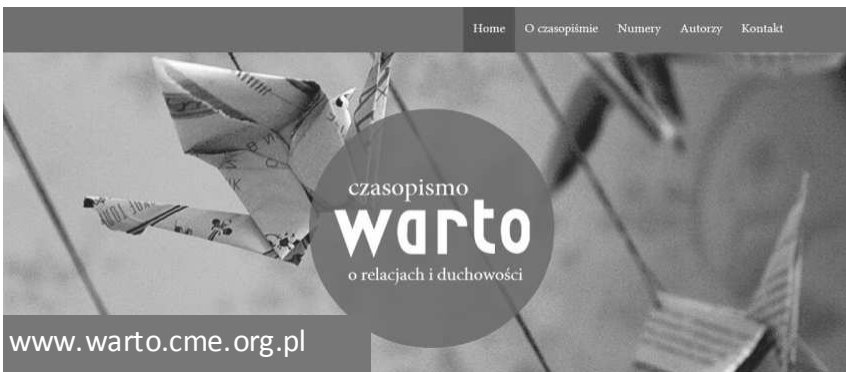 Home O czasopiśmie Numery Autorzy Kontakt
czasopismo
warto
o relacjach i duchowości
www.warto.cme.org.pl